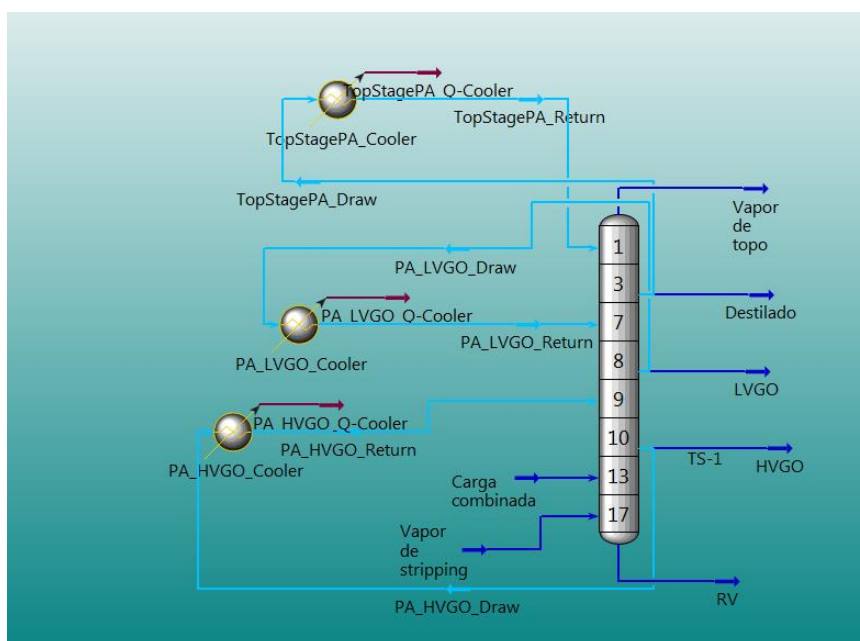 TopStagePA_Q-Cooler
TopStagePA_Return
TopStagePA_Cooler
TopStagePA_Draw
Vapor
de
topo
1
PA_LVGO_Draw
3
Destilado
PA_LVGO_Q-Cooler
7
PA_LVGO_Return
PA_LVGO_Cooler
8
LVGO
9
PA_HVGO_Q-Cooler
PA_HVGO_Return
10
TS-1
HVGO
PA_HVGO_Cooler
Carga
combinada
13
Vapor
de
stripping
17
RV
PA_HVGO_Draw